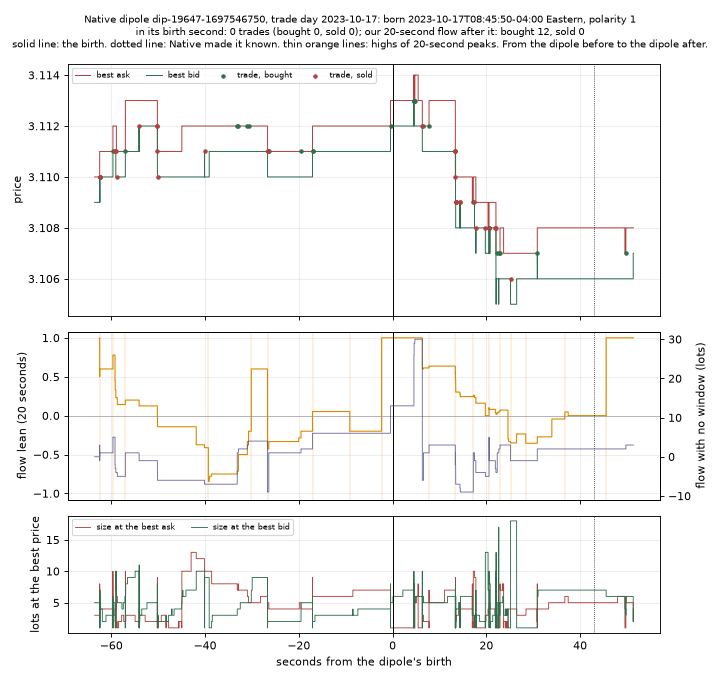 Native dipole dip-19647-1697546750, trade day 2023-10-17: born 2023-10-17T08:45:50-04:00 Eastern, polarity 1
in its birth second: 0 trades (bought 0, sold 0); our 20-second flow after it: bought 12, sold 0
solid line: the birth. dotted line: Native made it known. thin orange lines: highs of 20-second peaks. From the dipole before to the dipole after.
best ask best bid trade, bought trade, sold
3.114
3.112
3.110
3.108
3.106
price
1.0
0.5
0.0
−0.5
−1.0
flow lean (20 seconds)
30
20
10
0
−10
flow with no window (lots)
size at the best ask size at the best bid
15
10
5
lots at the best price
−60 −40 −20 0 20 40
seconds from the dipole's birth